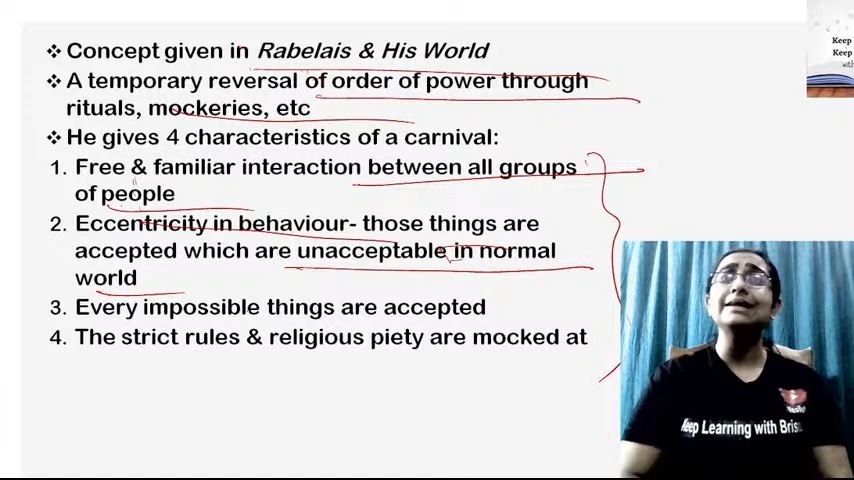 ❖ Concept given in Rabelais & His World
❖ A temporary reversal of order of power through
rituals, mockeries, etc
❖ He gives 4 characteristics of a carnival:
1. Free & familiar interaction between all groups
of people
2. Eccentricity in behaviour- those things are
accepted which are unacceptable in normal
world
3. Every impossible things are accepted
4. The strict rules & religious piety are mocked at
Keep
Keep
Keep Learning with